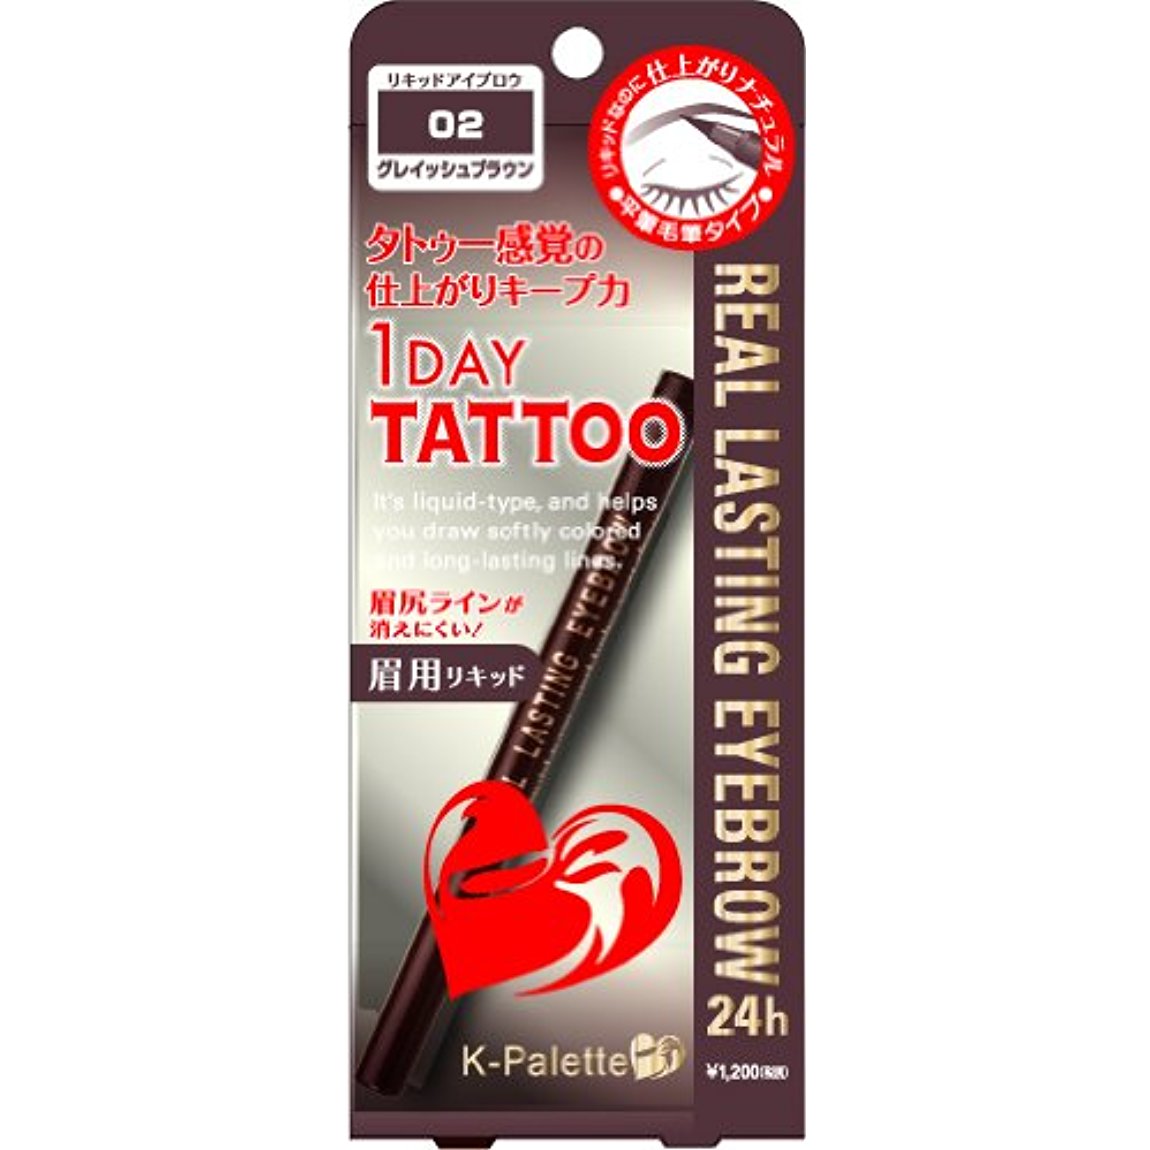 リキッドアイブロウ
02
グレイッシュブラウン
リキッドなのに仕上がりナチュラル
平筆毛筆タイプ
タトゥー感覚の
仕上がりキープ力
1DAY
TATTOO
It's liquid-type, and helps
you draw softly colored
and long-lasting lines.
眉尻ラインが
消えにくい!
眉用リキッド
LASTING EYEBROW
K-Palette
REAL LASTING EYEBROW
24h
¥1,200(税抜)